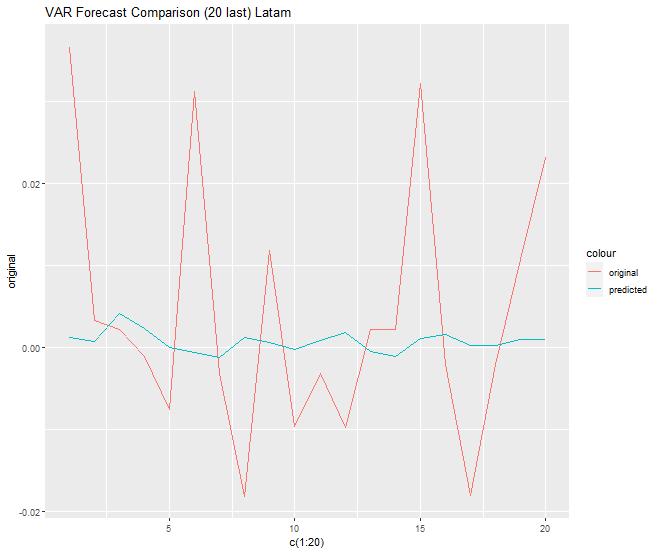 VAR Forecast Comparison (20 last) Latam
original
0.02
0.00
-0.02
5
10
15
20
c(1:20)
colour
original
predicted